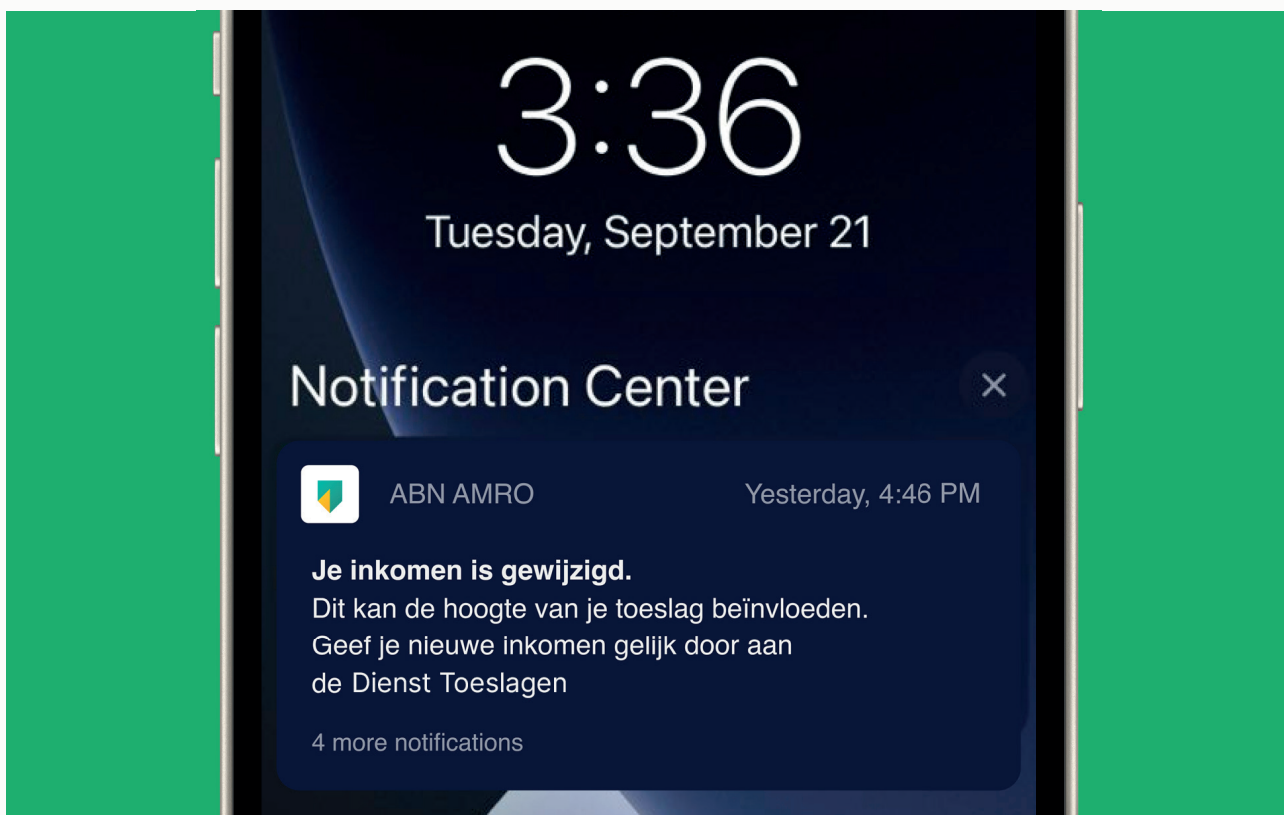 3:36
Tuesday, September 21
Notification Center
ABN AMRO
Yesterday, 4:46 PM
Je inkomen is gewijzigd.
Dit kan de hoogte van je toeslag beïnvloeden.
Geef je nieuwe inkomen gelijk door aan
de Dienst Toeslagen
4 more notifications